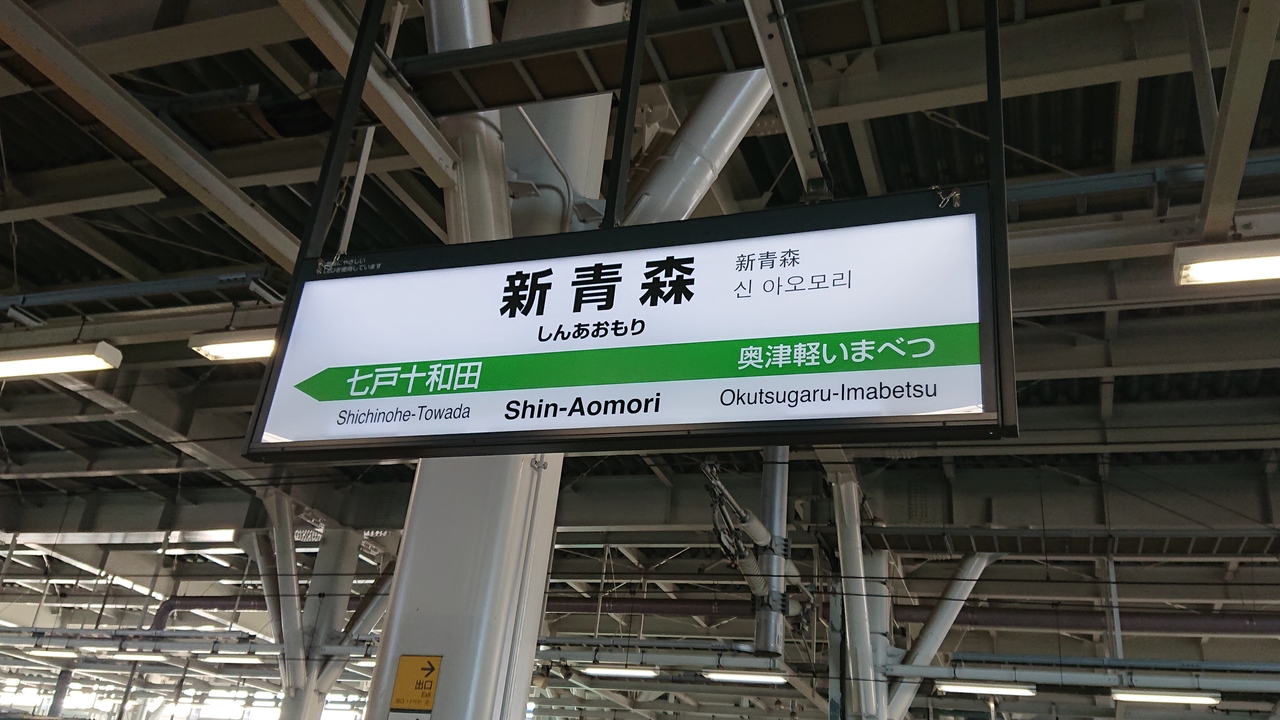 新青森
しんあおもり
新青森
신 아오모리
七戸十和田
奥津軽いまべつ
Shichinohe-Towada
Shin-Aomori
Okutsugaru-Imabetsu
出口
Exit